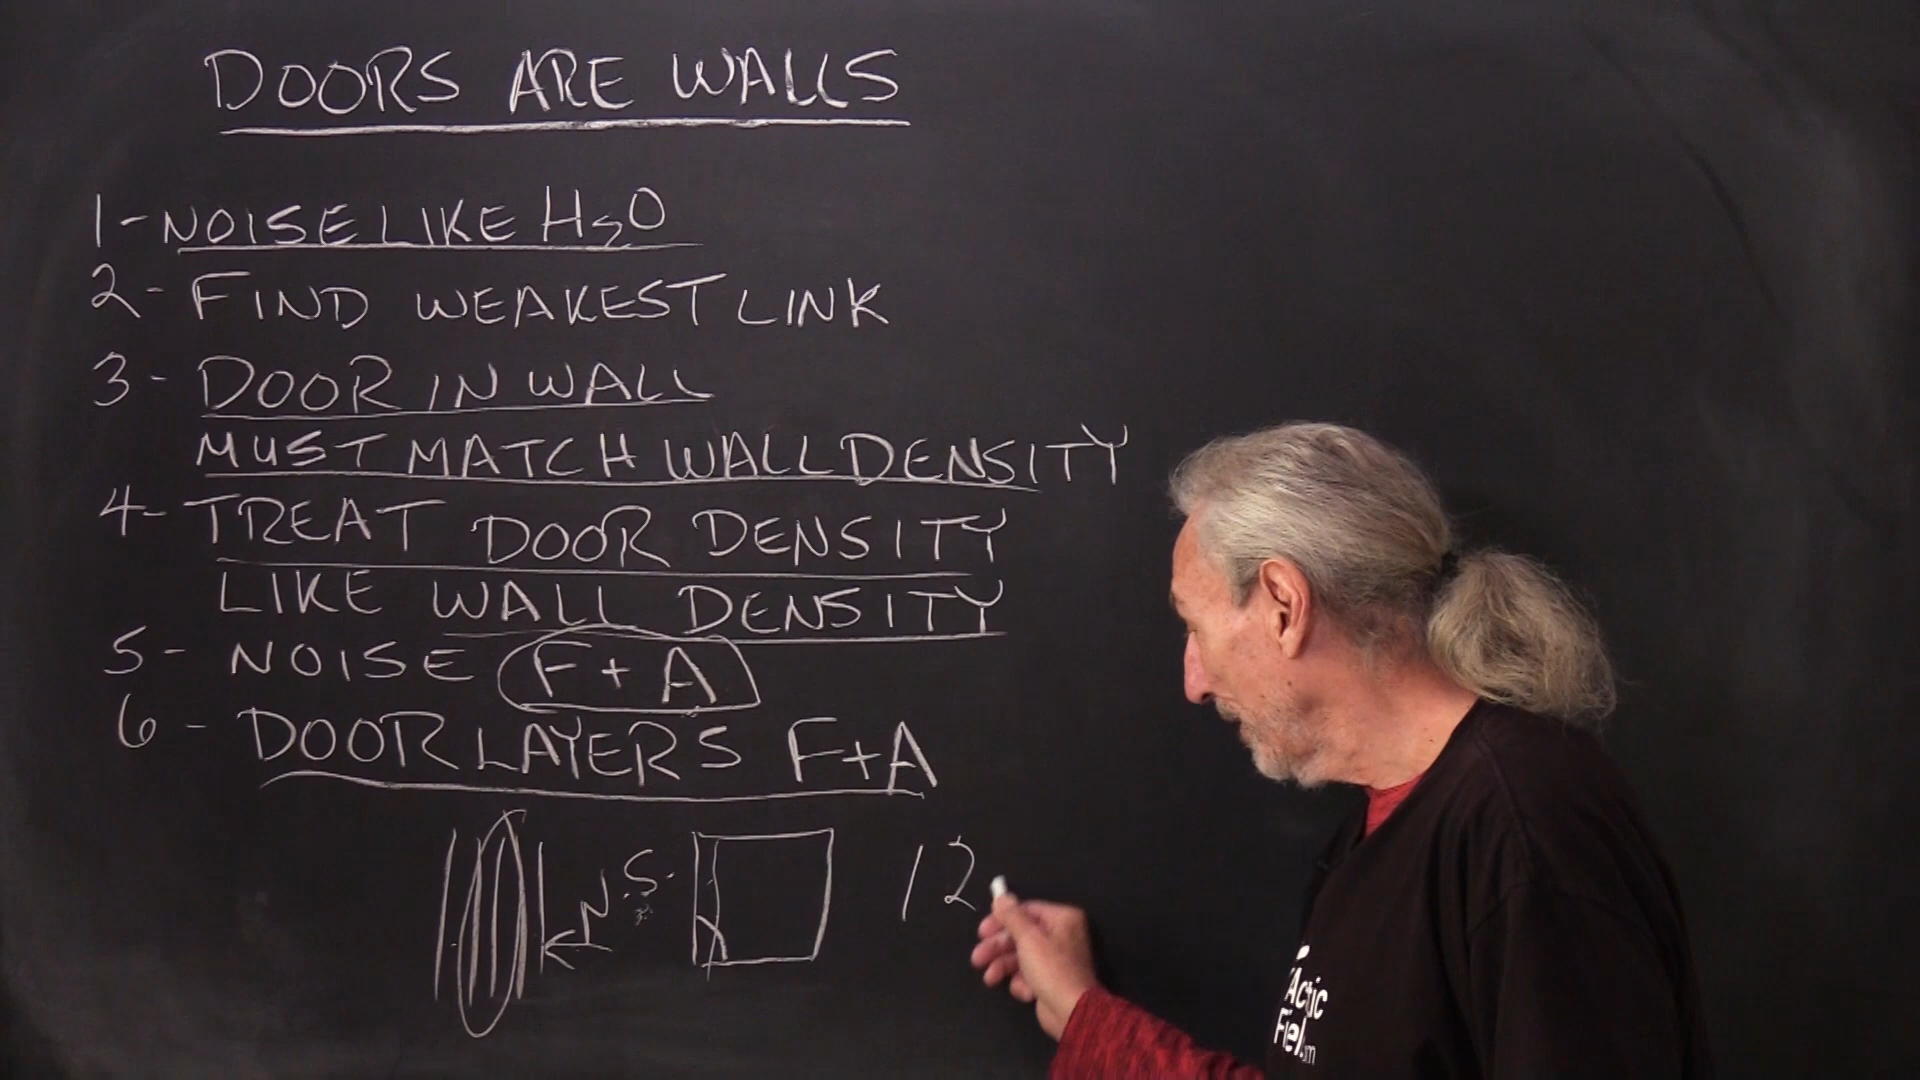 DOORS ARE WALLS
1- NOISE LIKE H2O
2- FIND WEAKEST LINK
3- DOOR IN WALL
MUST MATCH WALL DENSITY
4- TREAT DOOR DENSITY
LIKE WALL DENSITY
5- NOISE F+A
6- DOOR LAYERS F+A
N.S.
12
Fiel